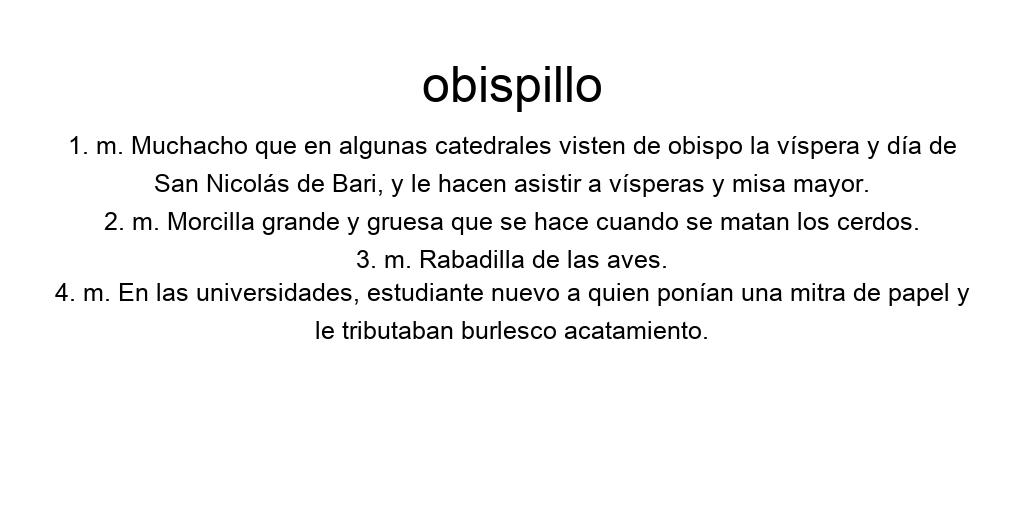 obispillo
1. m. Muchacho que en algunas catedrales visten de obispo la víspera y día de
San Nicolás de Bari, y le hacen asistir a vísperas y misa mayor.
2. m. Morcilla grande y gruesa que se hace cuando se matan los cerdos.
3. m. Rabadilla de las aves.
4. m. En las universidades, estudiante nuevo a quien ponían una mitra de papel y
le tributaban burlesco acatamiento.